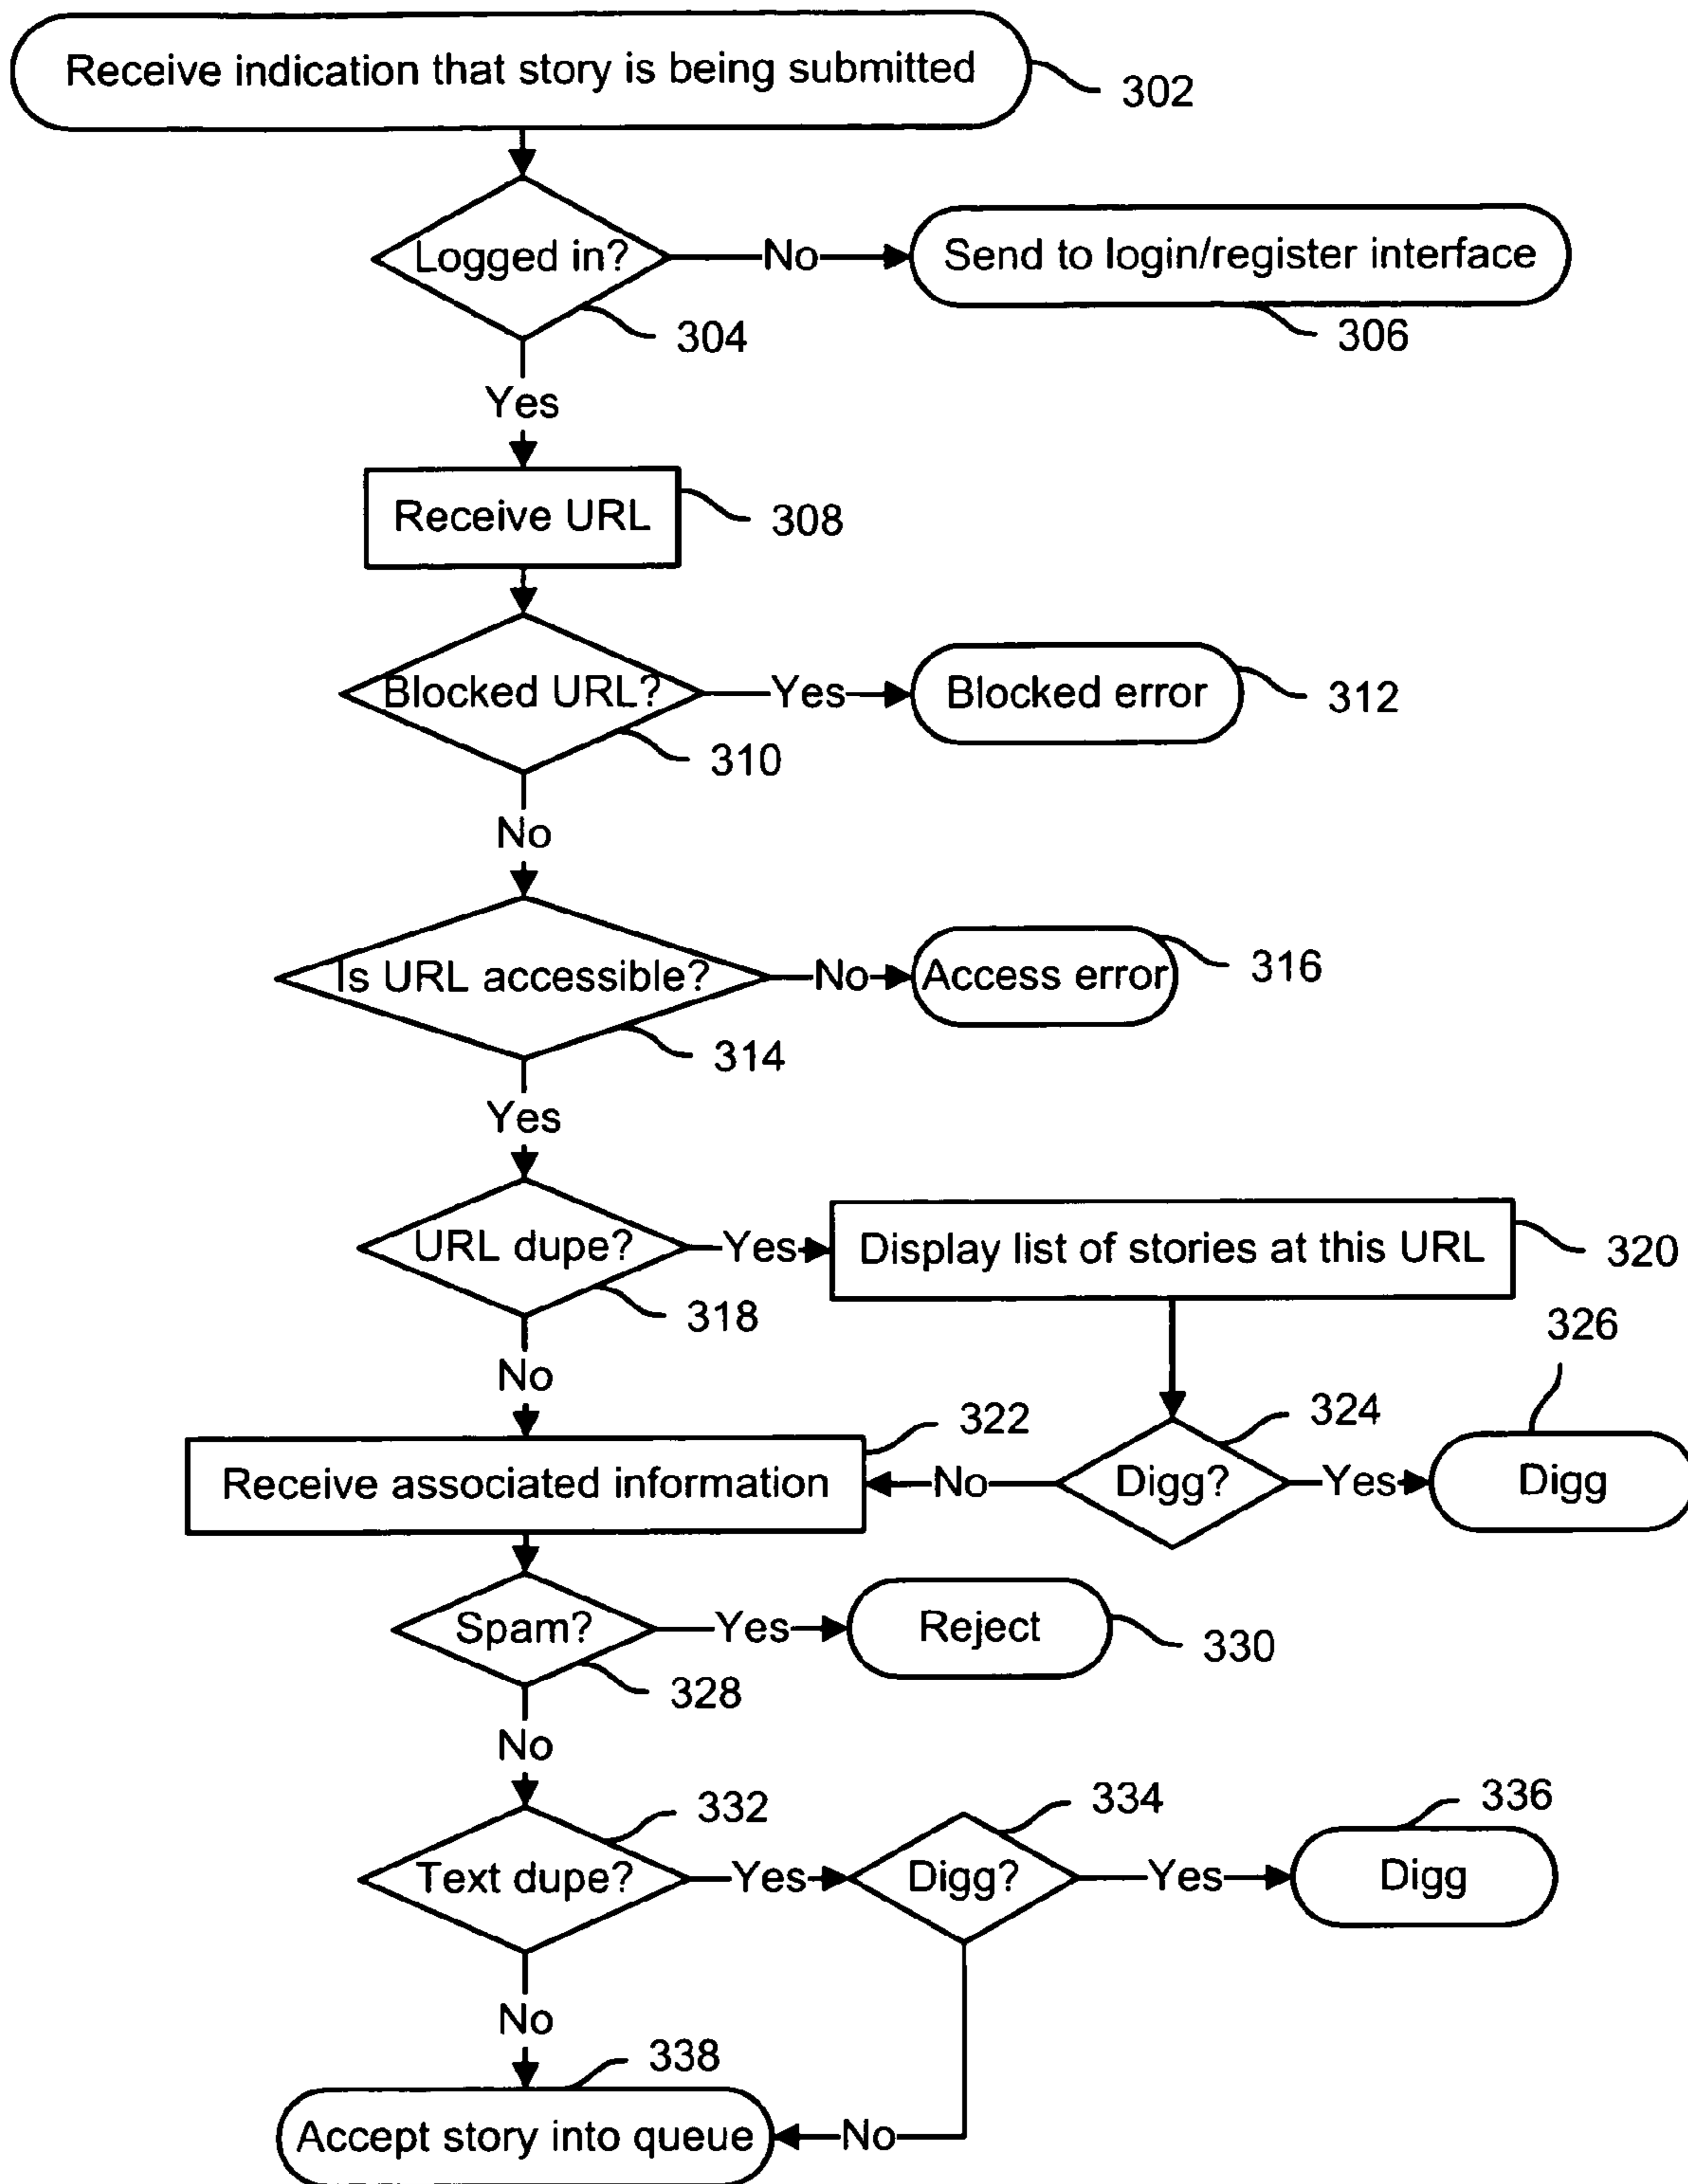 Receive indication that story is being submitted
302
Logged in?
No
Send to login/register interface
304
306
Yes
Receive URL
308
Blocked URL?
Yes
Blocked error
312
310
No
Is URL accessible?
No
Access error
316
314
Yes
URL dupe?
Yes
Display list of stories at this URL
320
318
326
No
322
324
Receive associated information
No
Digg?
Yes
Digg
Spam?
Yes
Reject
330
328
No
332
334
336
Text dupe?
Yes
Digg?
Yes
Digg
No
338
Accept story into queue
No